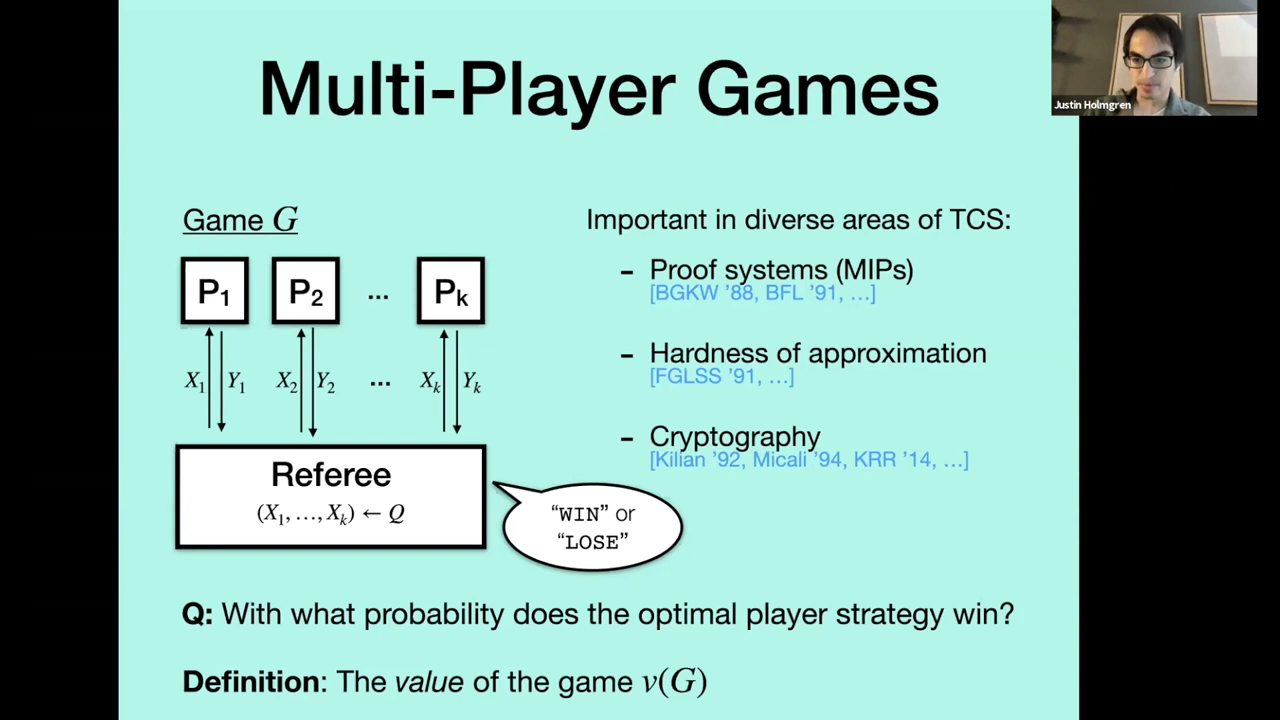 Multi-Player Games
Justin Holmgren
Game G
P1 P2 ... Pk
X1 Y1 X2 Y2 ... Xk Yk
Referee
(X1, …, Xk) ← Q
“WIN” or
“LOSE”
Important in diverse areas of TCS:
- Proof systems (MIPs)
[BGKW ’88, BFL ’91, …]
- Hardness of approximation
[FGLSS ’91, …]
- Cryptography
[Kilian ’92, Micali ’94, KRR ’14, …]
Q: With what probability does the optimal player strategy win?
Definition: The value of the game v(G)